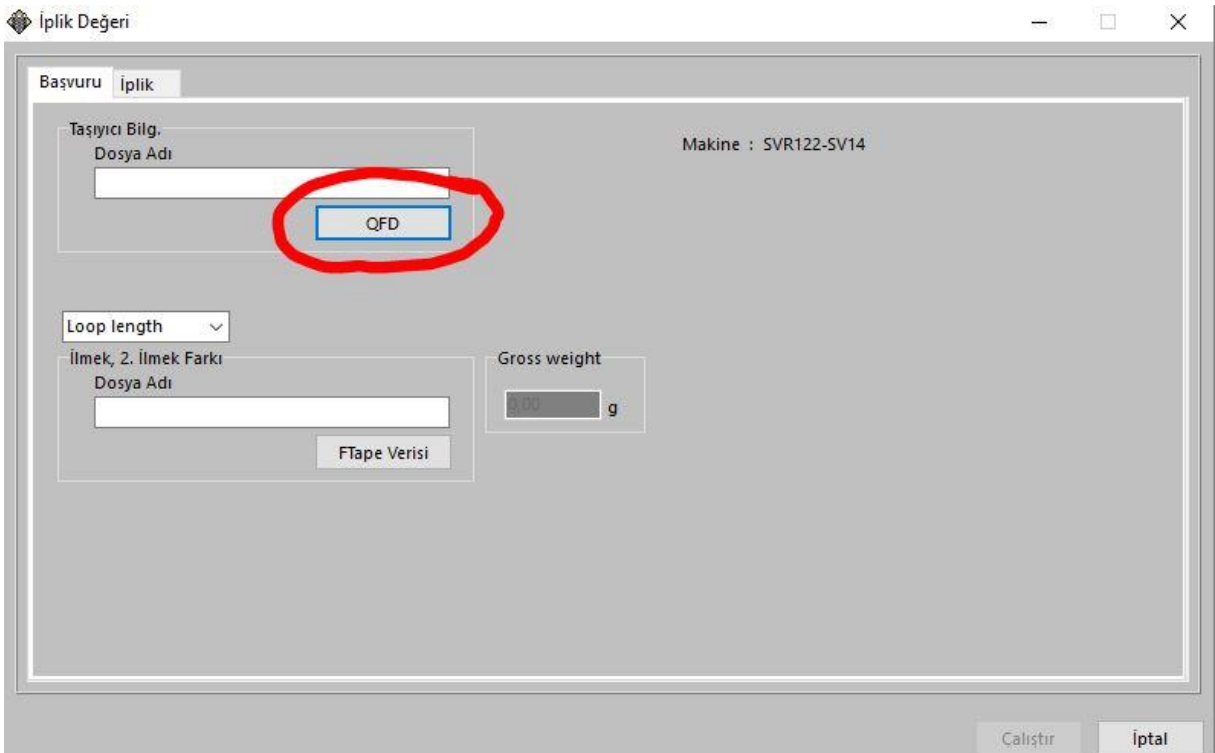 İplik Değeri
Başvuru
İplik
Taşıyıcı Bilg.
Dosya Adı
Makine : SVR122-SV14
QFD
Loop length
İlmek, 2. İlmek Farkı
Dosya Adı
Gross weight
0,00
g
FTape Verisi
Çalıştır
İptal